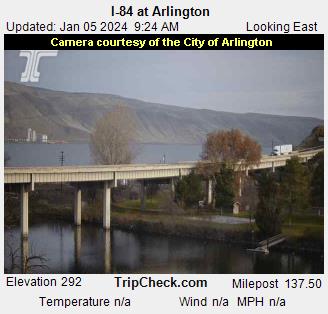 I-84 at Arlington
Updated: Jan 05 2024 9:24 AM Looking East
Camera courtesy of the City of Arlington
Elevation 292 TripCheck.com Milepost 137.50
Temperature n/a Wind n/a MPH n/a